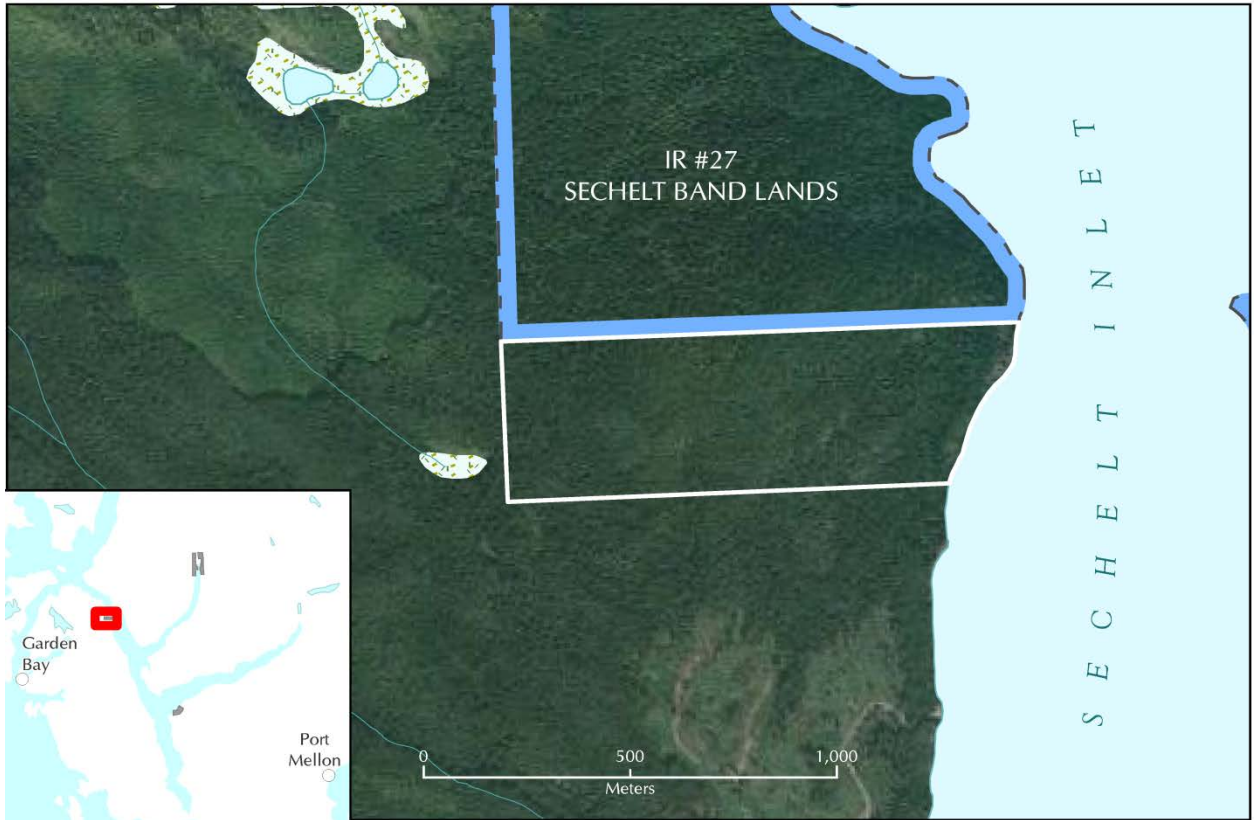 IR #27
SECHELT BAND LANDS
SECHELT INLET
Garden
Bay
Port
Mellon
0 500 1,000
Meters